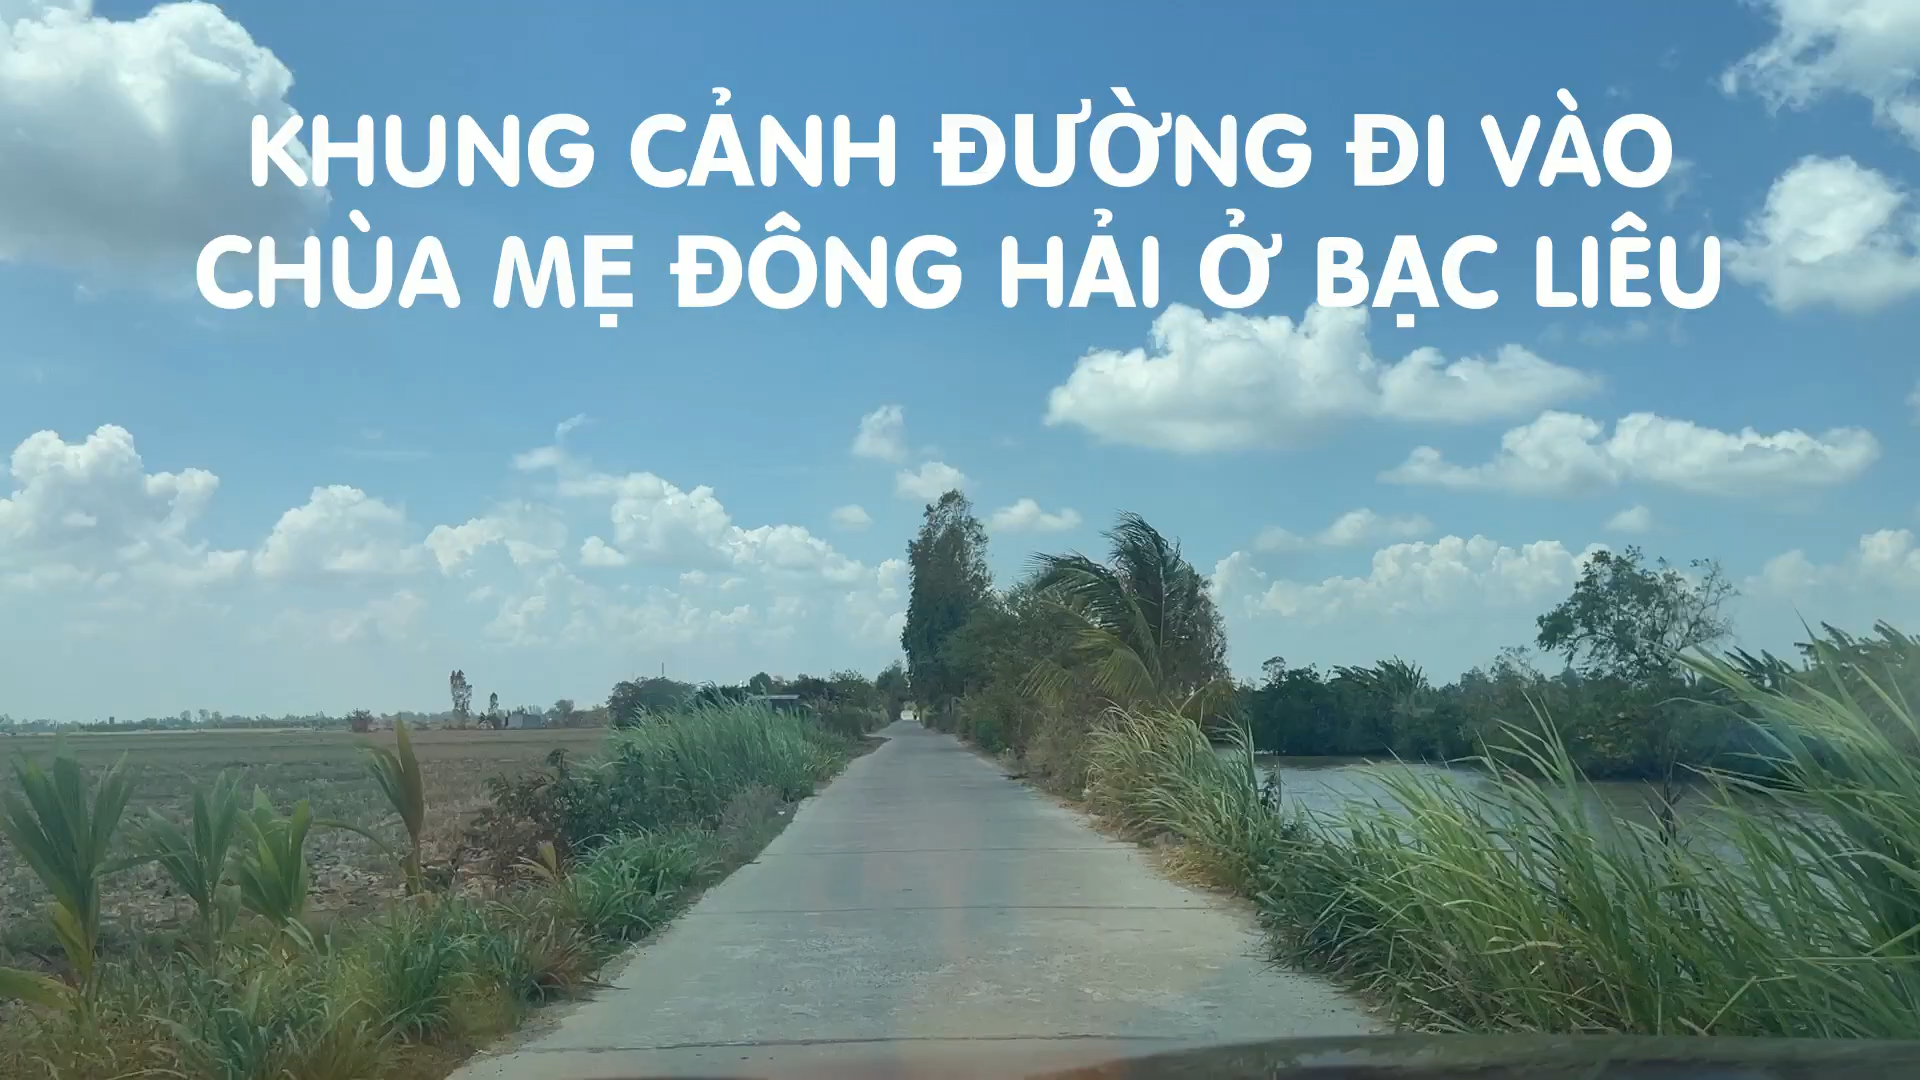 KHUNG CẢNH ĐƯỜNG ĐI VÀO
CHÙA MẸ ĐÔNG HẢI Ở BẠC LIÊU